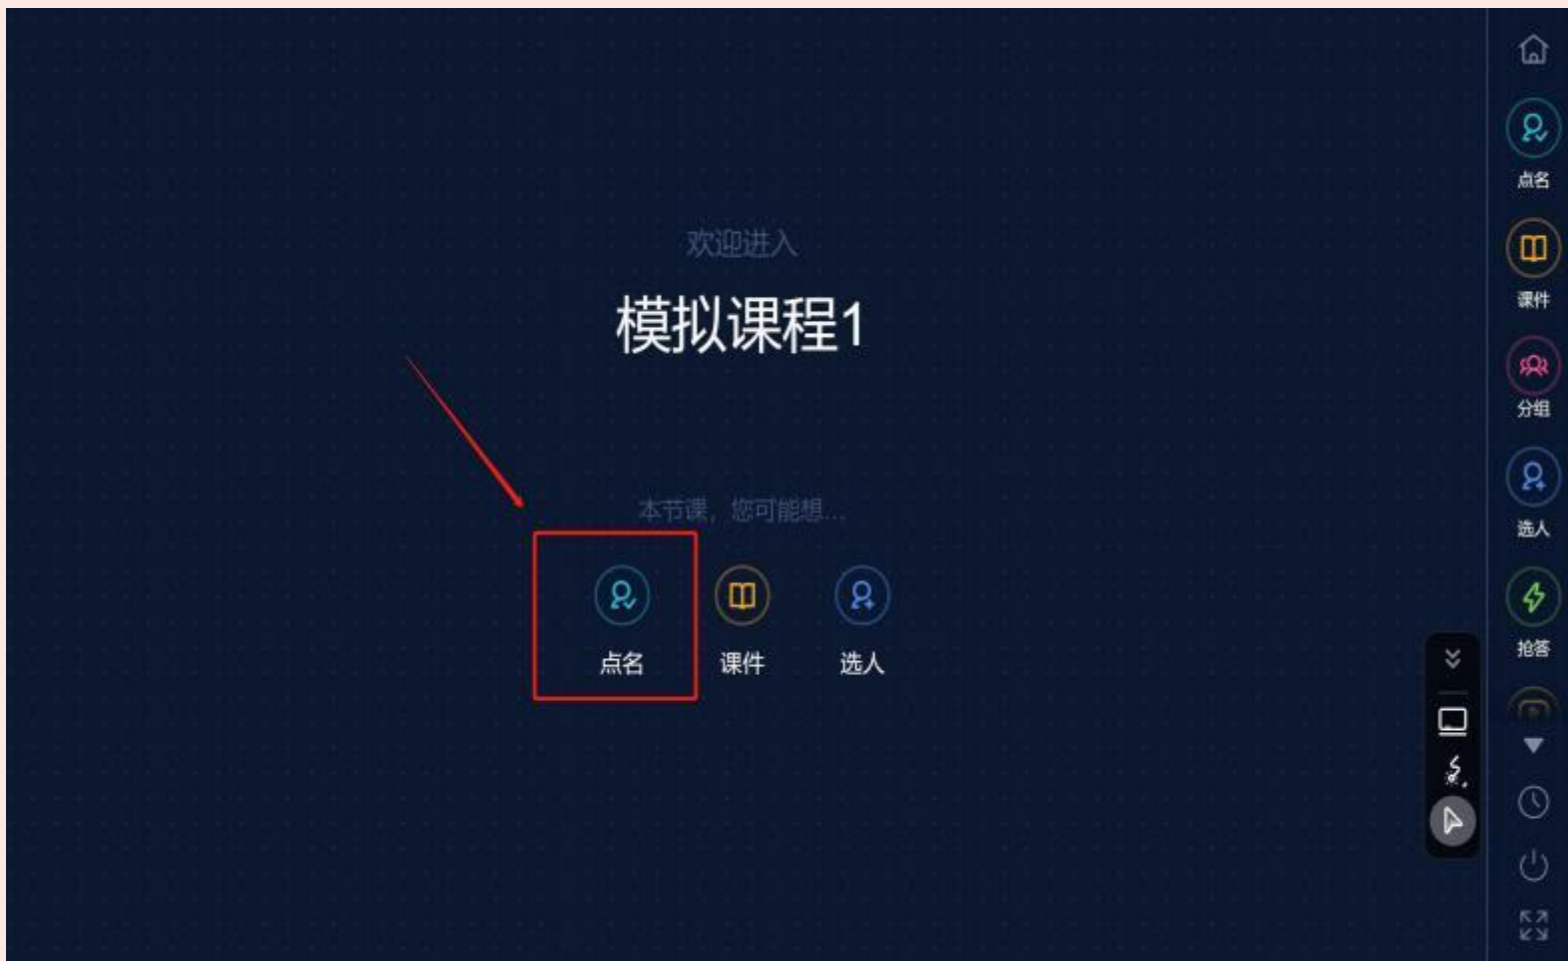 欢迎进入
模拟课程1
本节课，您可能想...
点名
课件
选人
点名
课件
分组
选人
抢答